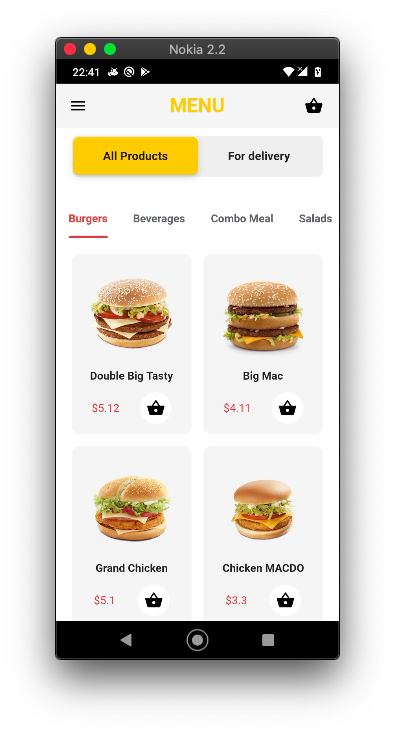 Nokia 2.2
22:41
MENU
All Products For delivery
Burgers Beverages Combo Meal Salads
Double Big Tasty Big Mac
$5.12 $4.11
Grand Chicken Chicken MACDO
$5.1 $3.3